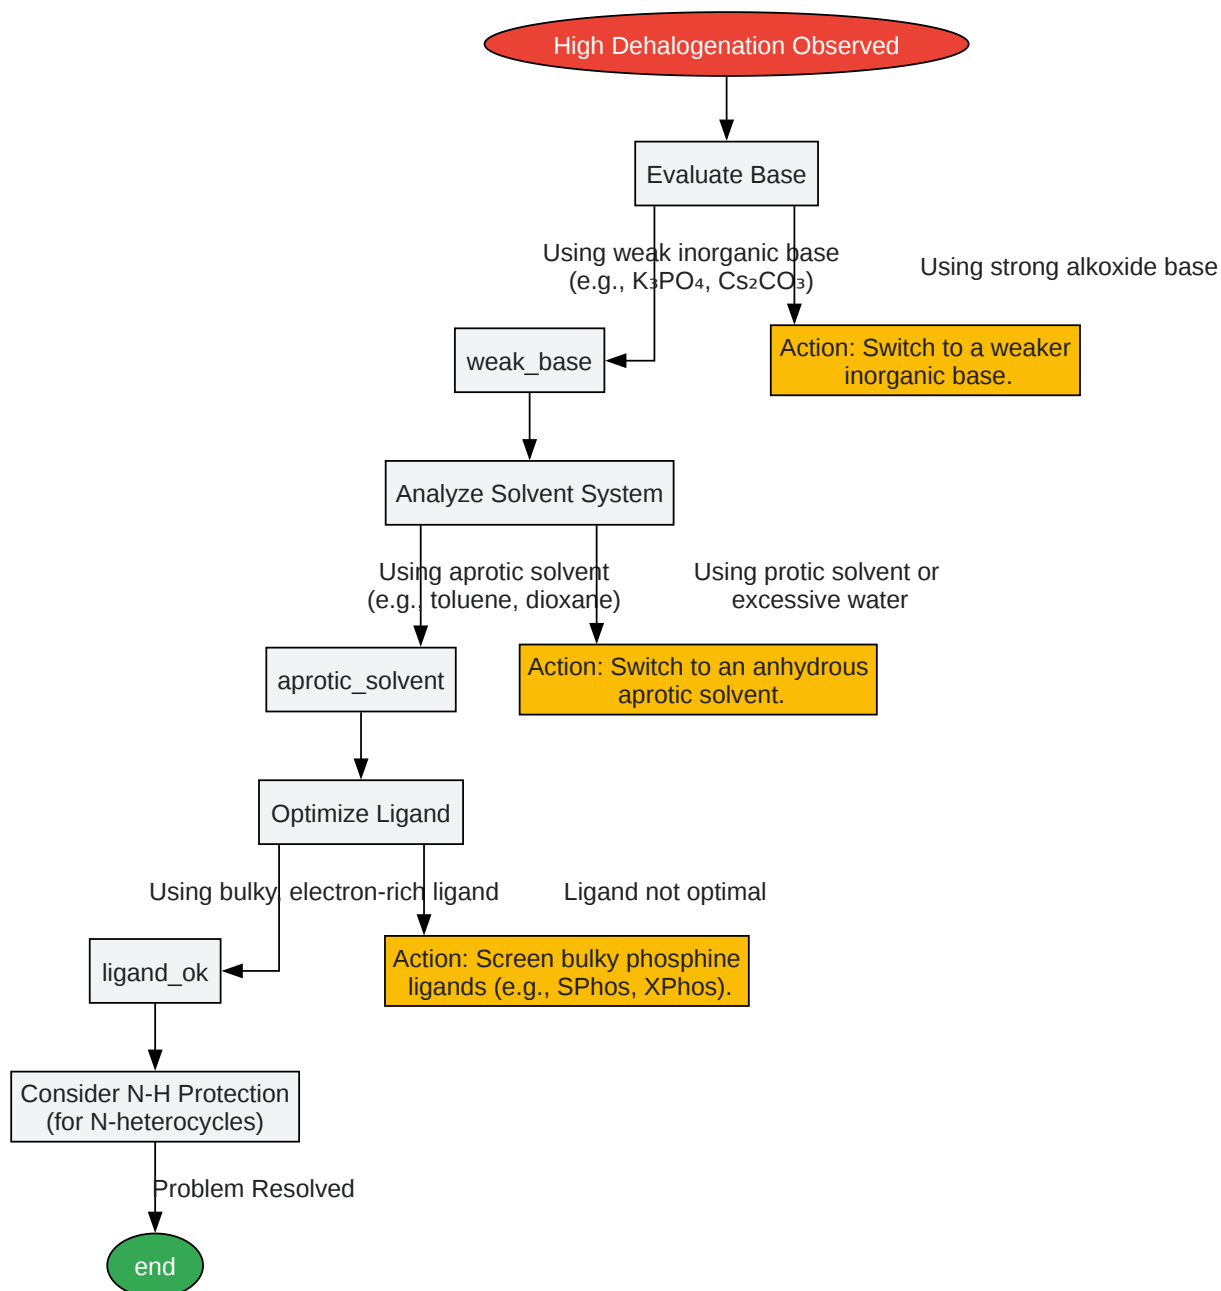 High Dehalogenation Observed
Evaluate Base
Using weak inorganic base
(e.g., K₃PO₄, Cs₂CO₃)
Using strong alkoxide base
weak_base
Action: Switch to a weaker
inorganic base.
Analyze Solvent System
Using aprotic solvent
(e.g., toluene, dioxane)
Using protic solvent or
excessive water
aprotic_solvent
Action: Switch to an anhydrous
aprotic solvent.
Optimize Ligand
Using bulky, electron-rich ligand
Ligand not optimal
ligand_ok
Action: Screen bulky phosphine
ligands (e.g., SPhos, XPhos).
Consider N-H Protection
(for N-heterocycles)
Problem Resolved
end